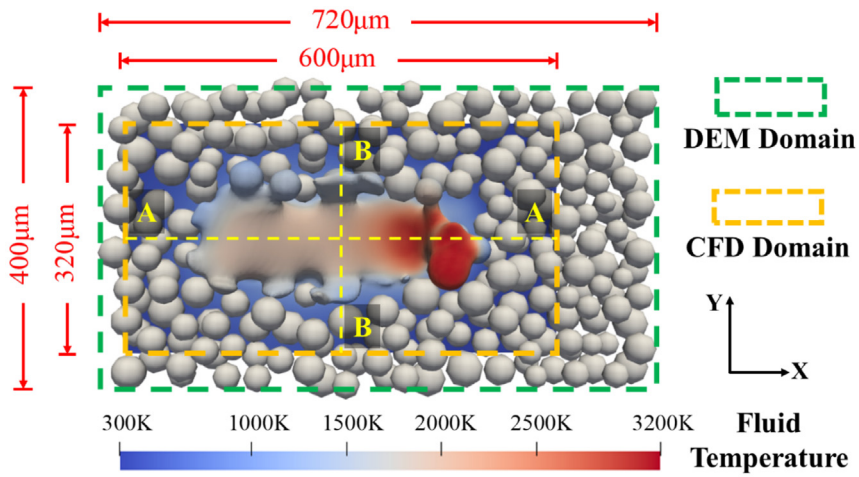 720μm
600μm
400μm
320μm
B
A
A
B
DEM Domain
CFD Domain
Y
X
300K 1000K 1500K 2000K 2500K 3200K
Fluid
Temperature